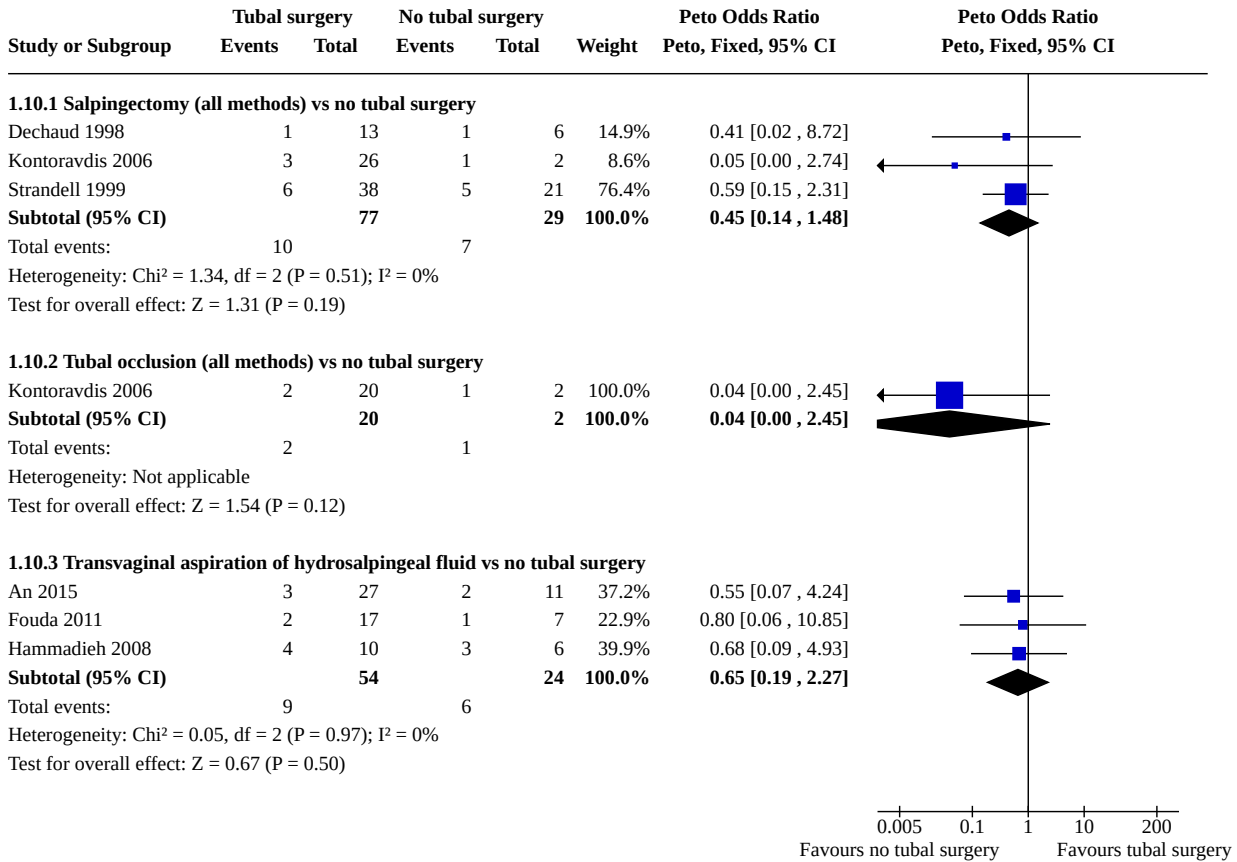 Tubal surgery No tubal surgery Peto Odds Ratio Peto Odds Ratio
Study or Subgroup Events Total Events Total Weight Peto, Fixed, 95% CI Peto, Fixed, 95% CI
1.10.1 Salpingectomy (all methods) vs no tubal surgery
Dechaud 1998 1 13 1 6 14.9% 0.41 [0.02 , 8.72]
Kontoravdis 2006 3 26 1 2 8.6% 0.05 [0.00 , 2.74]
Strandell 1999 6 38 5 21 76.4% 0.59 [0.15 , 2.31]
Subtotal (95% CI) 77 29 100.0% 0.45 [0.14 , 1.48]
Total events: 10 7
Heterogeneity: Chi² = 1.34, df = 2 (P = 0.51); I² = 0%
Test for overall effect: Z = 1.31 (P = 0.19)
1.10.2 Tubal occlusion (all methods) vs no tubal surgery
Kontoravdis 2006 2 20 1 2 100.0% 0.04 [0.00 , 2.45]
Subtotal (95% CI) 20 2 100.0% 0.04 [0.00 , 2.45]
Total events: 2 1
Heterogeneity: Not applicable
Test for overall effect: Z = 1.54 (P = 0.12)
1.10.3 Transvaginal aspiration of hydrosalpingeal fluid vs no tubal surgery
An 2015 3 27 2 11 37.2% 0.55 [0.07 , 4.24]
Fouda 2011 2 17 1 7 22.9% 0.80 [0.06 , 10.85]
Hammadieh 2008 4 10 3 6 39.9% 0.68 [0.09 , 4.93]
Subtotal (95% CI) 54 24 100.0% 0.65 [0.19 , 2.27]
Total events: 9 6
Heterogeneity: Chi² = 0.05, df = 2 (P = 0.97); I² = 0%
Test for overall effect: Z = 0.67 (P = 0.50)
0.005 0.1 1 10 200
Favours no tubal surgery Favours tubal surgery